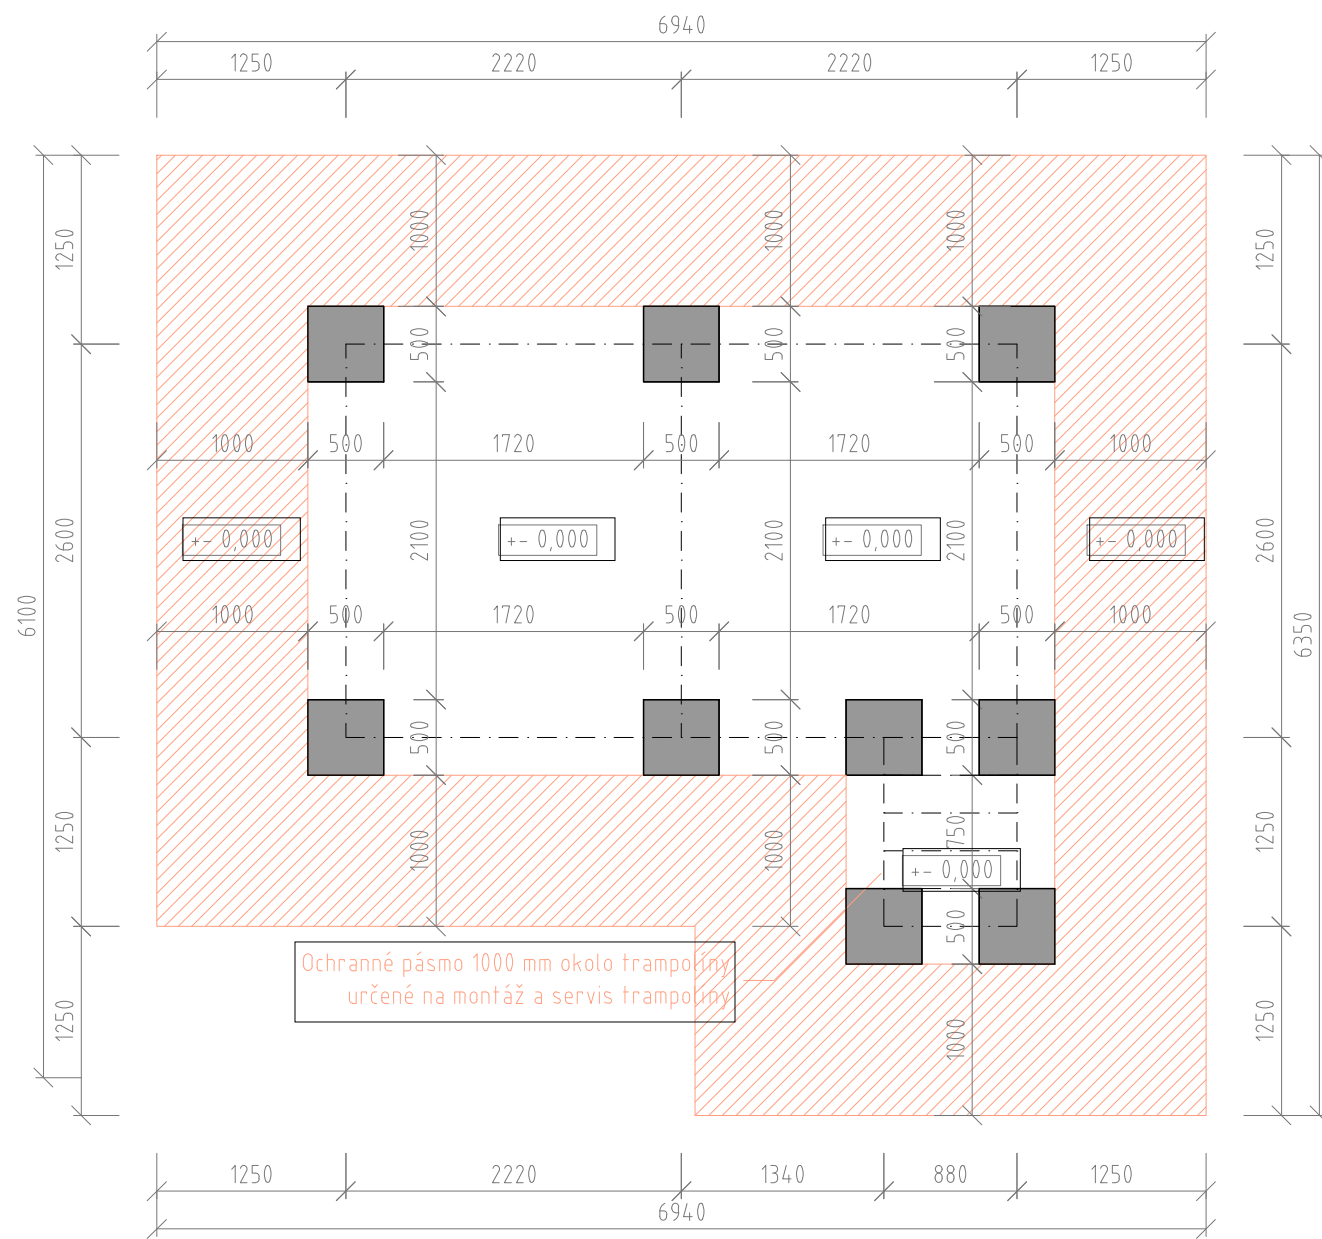 6940
1250 2220 2220 1250
1000 1000 1000
1250 1250
500 500 500
1000 500 1720 500 1720 500 1000
2600 2100 2100 2100 2600
+- 0,000 +- 0,000 +- 0,000 +- 0,000
1000 500 1720 500 1720 500 1000
6100 6350
500 500 500
1250 1000 1000 750 1250
+- 0,000
500
Ochranné pásmo 1000 mm okolo trampolíny
určené na montáž a servis trampolíny
1250 1000 1250
1250 2220 1340 880 1250
6940